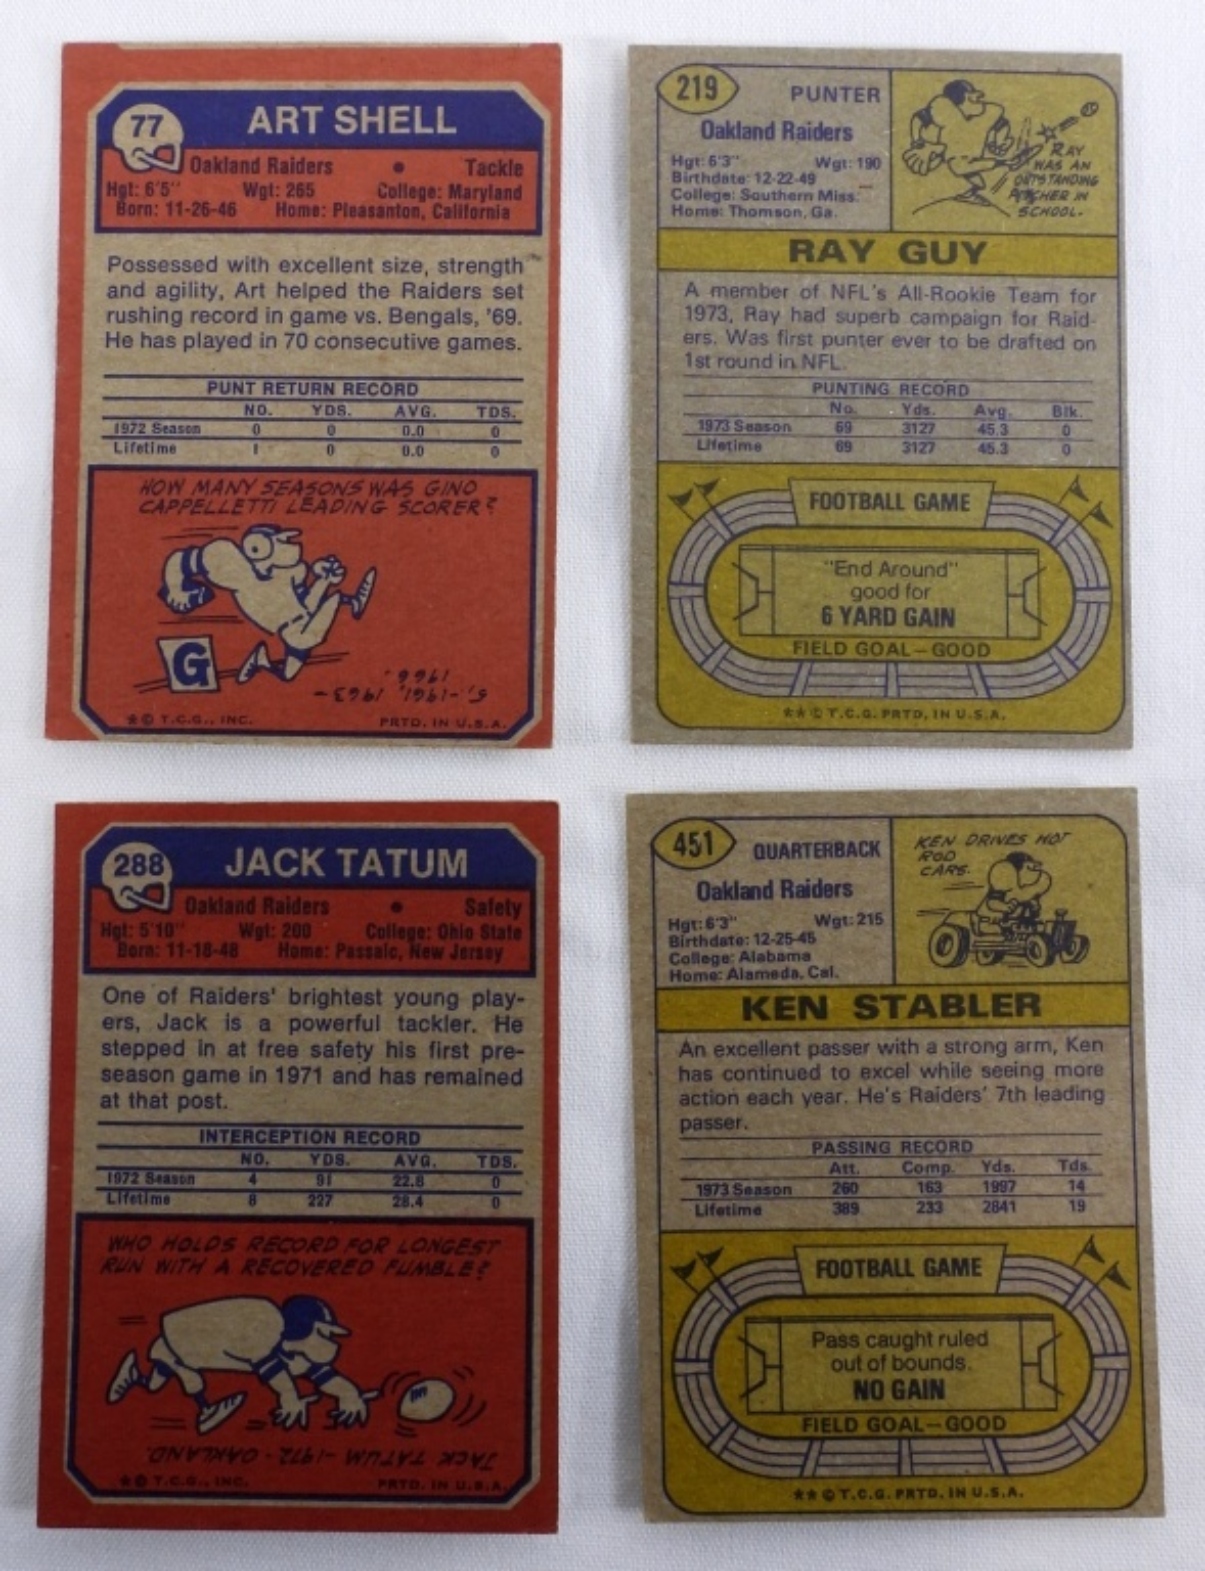 77
ART SHELL
Oakland Raiders • Tackle
Hgt: 6'5" Wgt: 265 College: Maryland
Born: 11-26-46 Home: Pleasanton, California
Possessed with excellent size, strength
and agility, Art helped the Raiders set
rushing record in game vs. Bengals, '69.
He has played in 70 consecutive games.
PUNT RETURN RECORD
NO. YDS. AVG. TDS.
1972 Season 0 0 0.0 0
Lifetime 1 0 0.0 0
HOW MANY SEASONS WAS GINO
CAPPELLETTI LEADING SCORER?
G
5,-1961, 1963-
1966.
*© T.C.G., INC. PRTD. IN U.S.A.
219
PUNTER
Oakland Raiders
Hgt: 6'3" Wgt: 190
Birthdate: 12-22-49
College: Southern Miss.
Home: Thomson, Ga.
RAY
WAS AN
OUTSTANDING
PITCHER IN
SCHOOL.
RAY GUY
A member of NFL's All-Rookie Team for
1973, Ray had superb campaign for Raid-
ers. Was first punter ever to be drafted on
1st round in NFL.
PUNTING RECORD
No. Yds. Avg. Blk.
1973 Season 69 3127 45.3 0
Lifetime 69 3127 45.3 0
FOOTBALL GAME
"End Around"
good for
6 YARD GAIN
FIELD GOAL—GOOD
**© T.C.G. PRTD. IN U.S.A.
288
JACK TATUM
Oakland Raiders • Safety
Hgt: 5'10" Wgt: 200 College: Ohio State
Born: 11-18-48 Home: Passaic, New Jersey
One of Raiders' brightest young play-
ers, Jack is a powerful tackler. He
stepped in at free safety his first pre-
season game in 1971 and has remained
at that post.
INTERCEPTION RECORD
NO. YDS. AVG. TDS.
1972 Season 4 91 22.8 0
Lifetime 8 227 28.4 0
WHO HOLDS RECORD FOR LONGEST
RUN WITH A RECOVERED FUMBLE?
JACK TATUM-1972-OAKLAND.
*© T.C.G., INC. PRTD. IN U.S.A.
451
QUARTERBACK
Oakland Raiders
Hgt: 6'3" Wgt: 215
Birthdate: 12-25-45
College: Alabama
Home: Alameda, Cal.
KEN DRIVES HOT
ROD
CARS.
KEN STABLER
An excellent passer with a strong arm, Ken
has continued to excel while seeing more
action each year. He's Raiders' 7th leading
passer.
PASSING RECORD
Att. Comp. Yds. Tds.
1973 Season 260 163 1997 14
Lifetime 389 233 2841 19
FOOTBALL GAME
Pass caught ruled
out of bounds.
NO GAIN
FIELD GOAL—GOOD
**© T.C.G. PRTD. IN U.S.A.